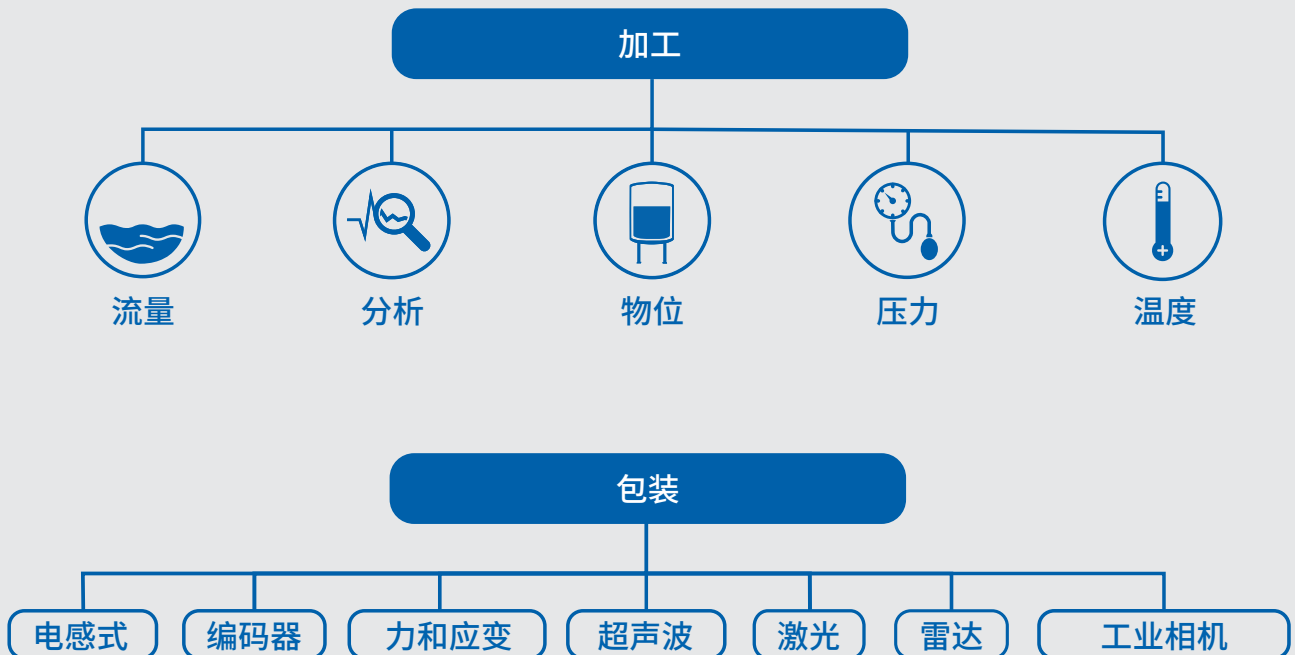 加工
流量
分析
物位
压力
温度
包装
电感式
编码器
力和应变
超声波
激光
雷达
工业相机